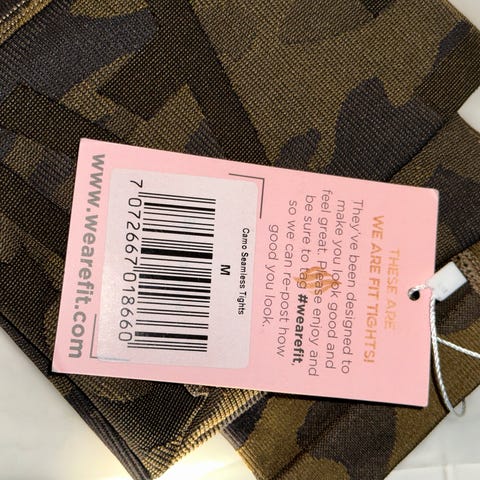 THESE ARE
WE ARE FIT TIGHTS!
They've been designed to
make you look good and
feel great. Please enjoy and
be sure to tag #wearefit,
so we can re-post how
good you look.
Camo Seamless Tights
M
7 072667 018660
www.wearefit.com